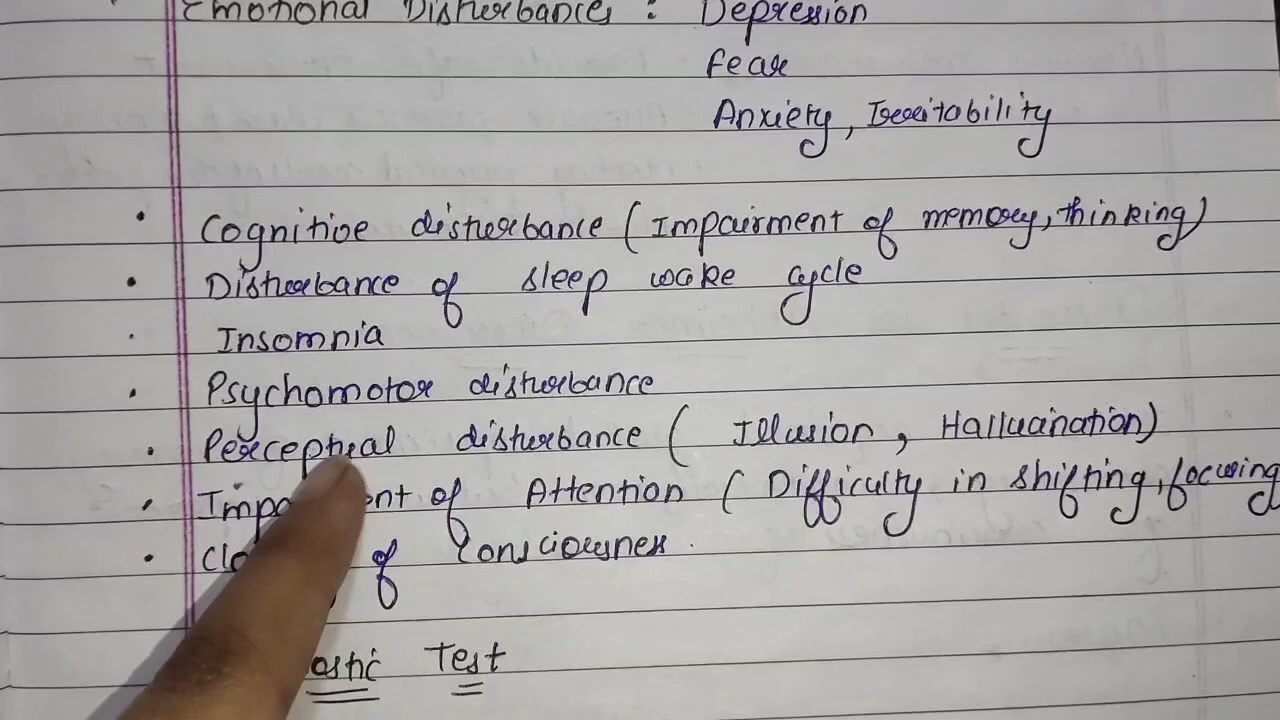 Emotional Disturbances : Depression
Fear
Anxiety, Irritability
• Cognitive disturbance (Impairment of memory, thinking)
• Disturbance of sleep wake cycle
• Insomnia
• Psychomotor disturbance
• Perceptual disturbance ( Illusion, Hallucination)
• of Attention ( Difficulty in shifting, focusing
• of Consciousness.
Test